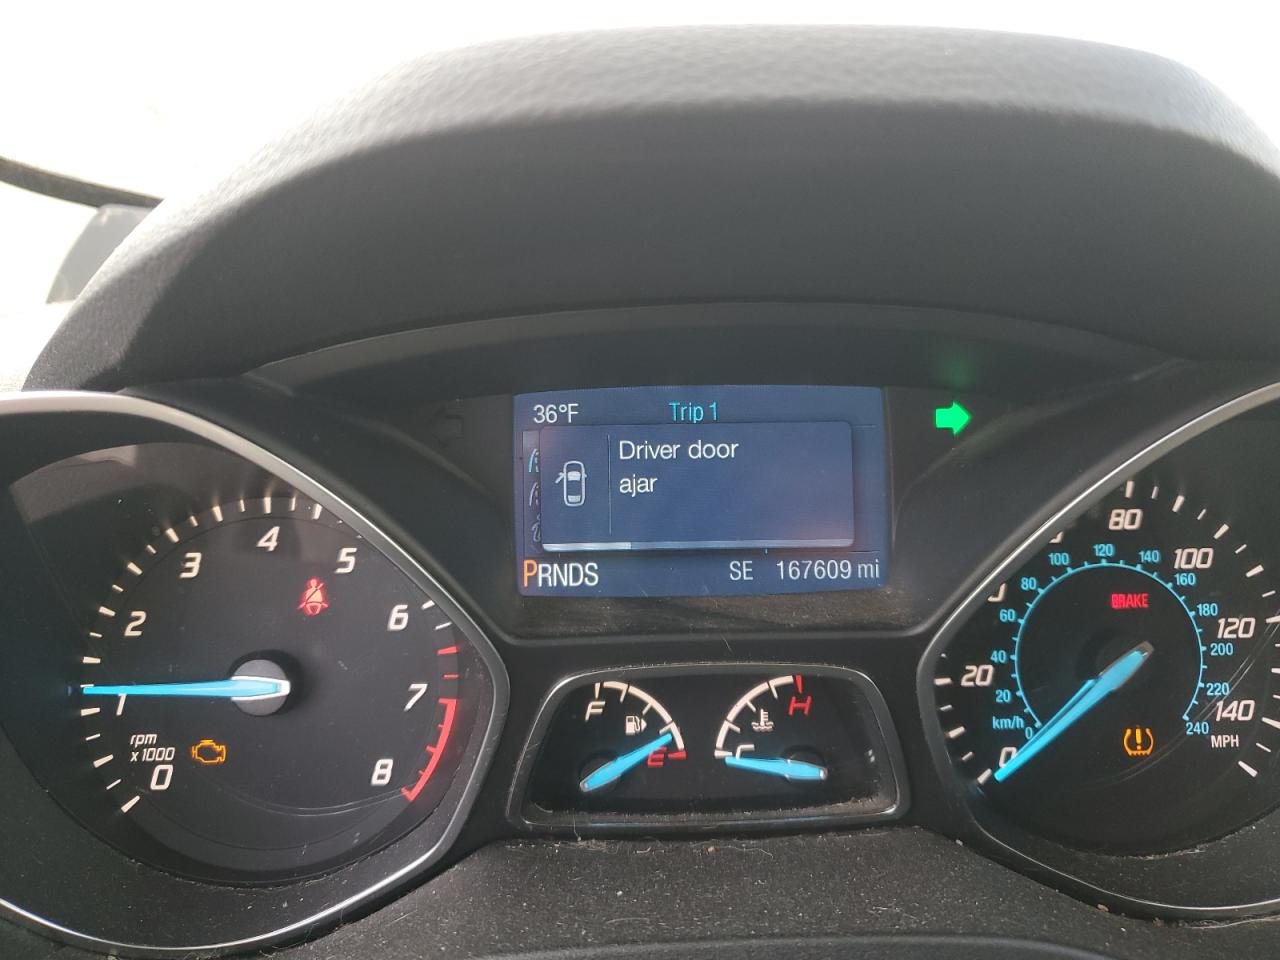 36°F Trip 1
Driver door
ajar
PRNDS SE 167609 mi
0 1 2 3 4 5 6 7 8
rpm
x1000
F E
C H
0 20 80 100 120 140
MPH
0 20 40 60 80 100 120 140 160 180 200 220 240
km/h
BRAKE